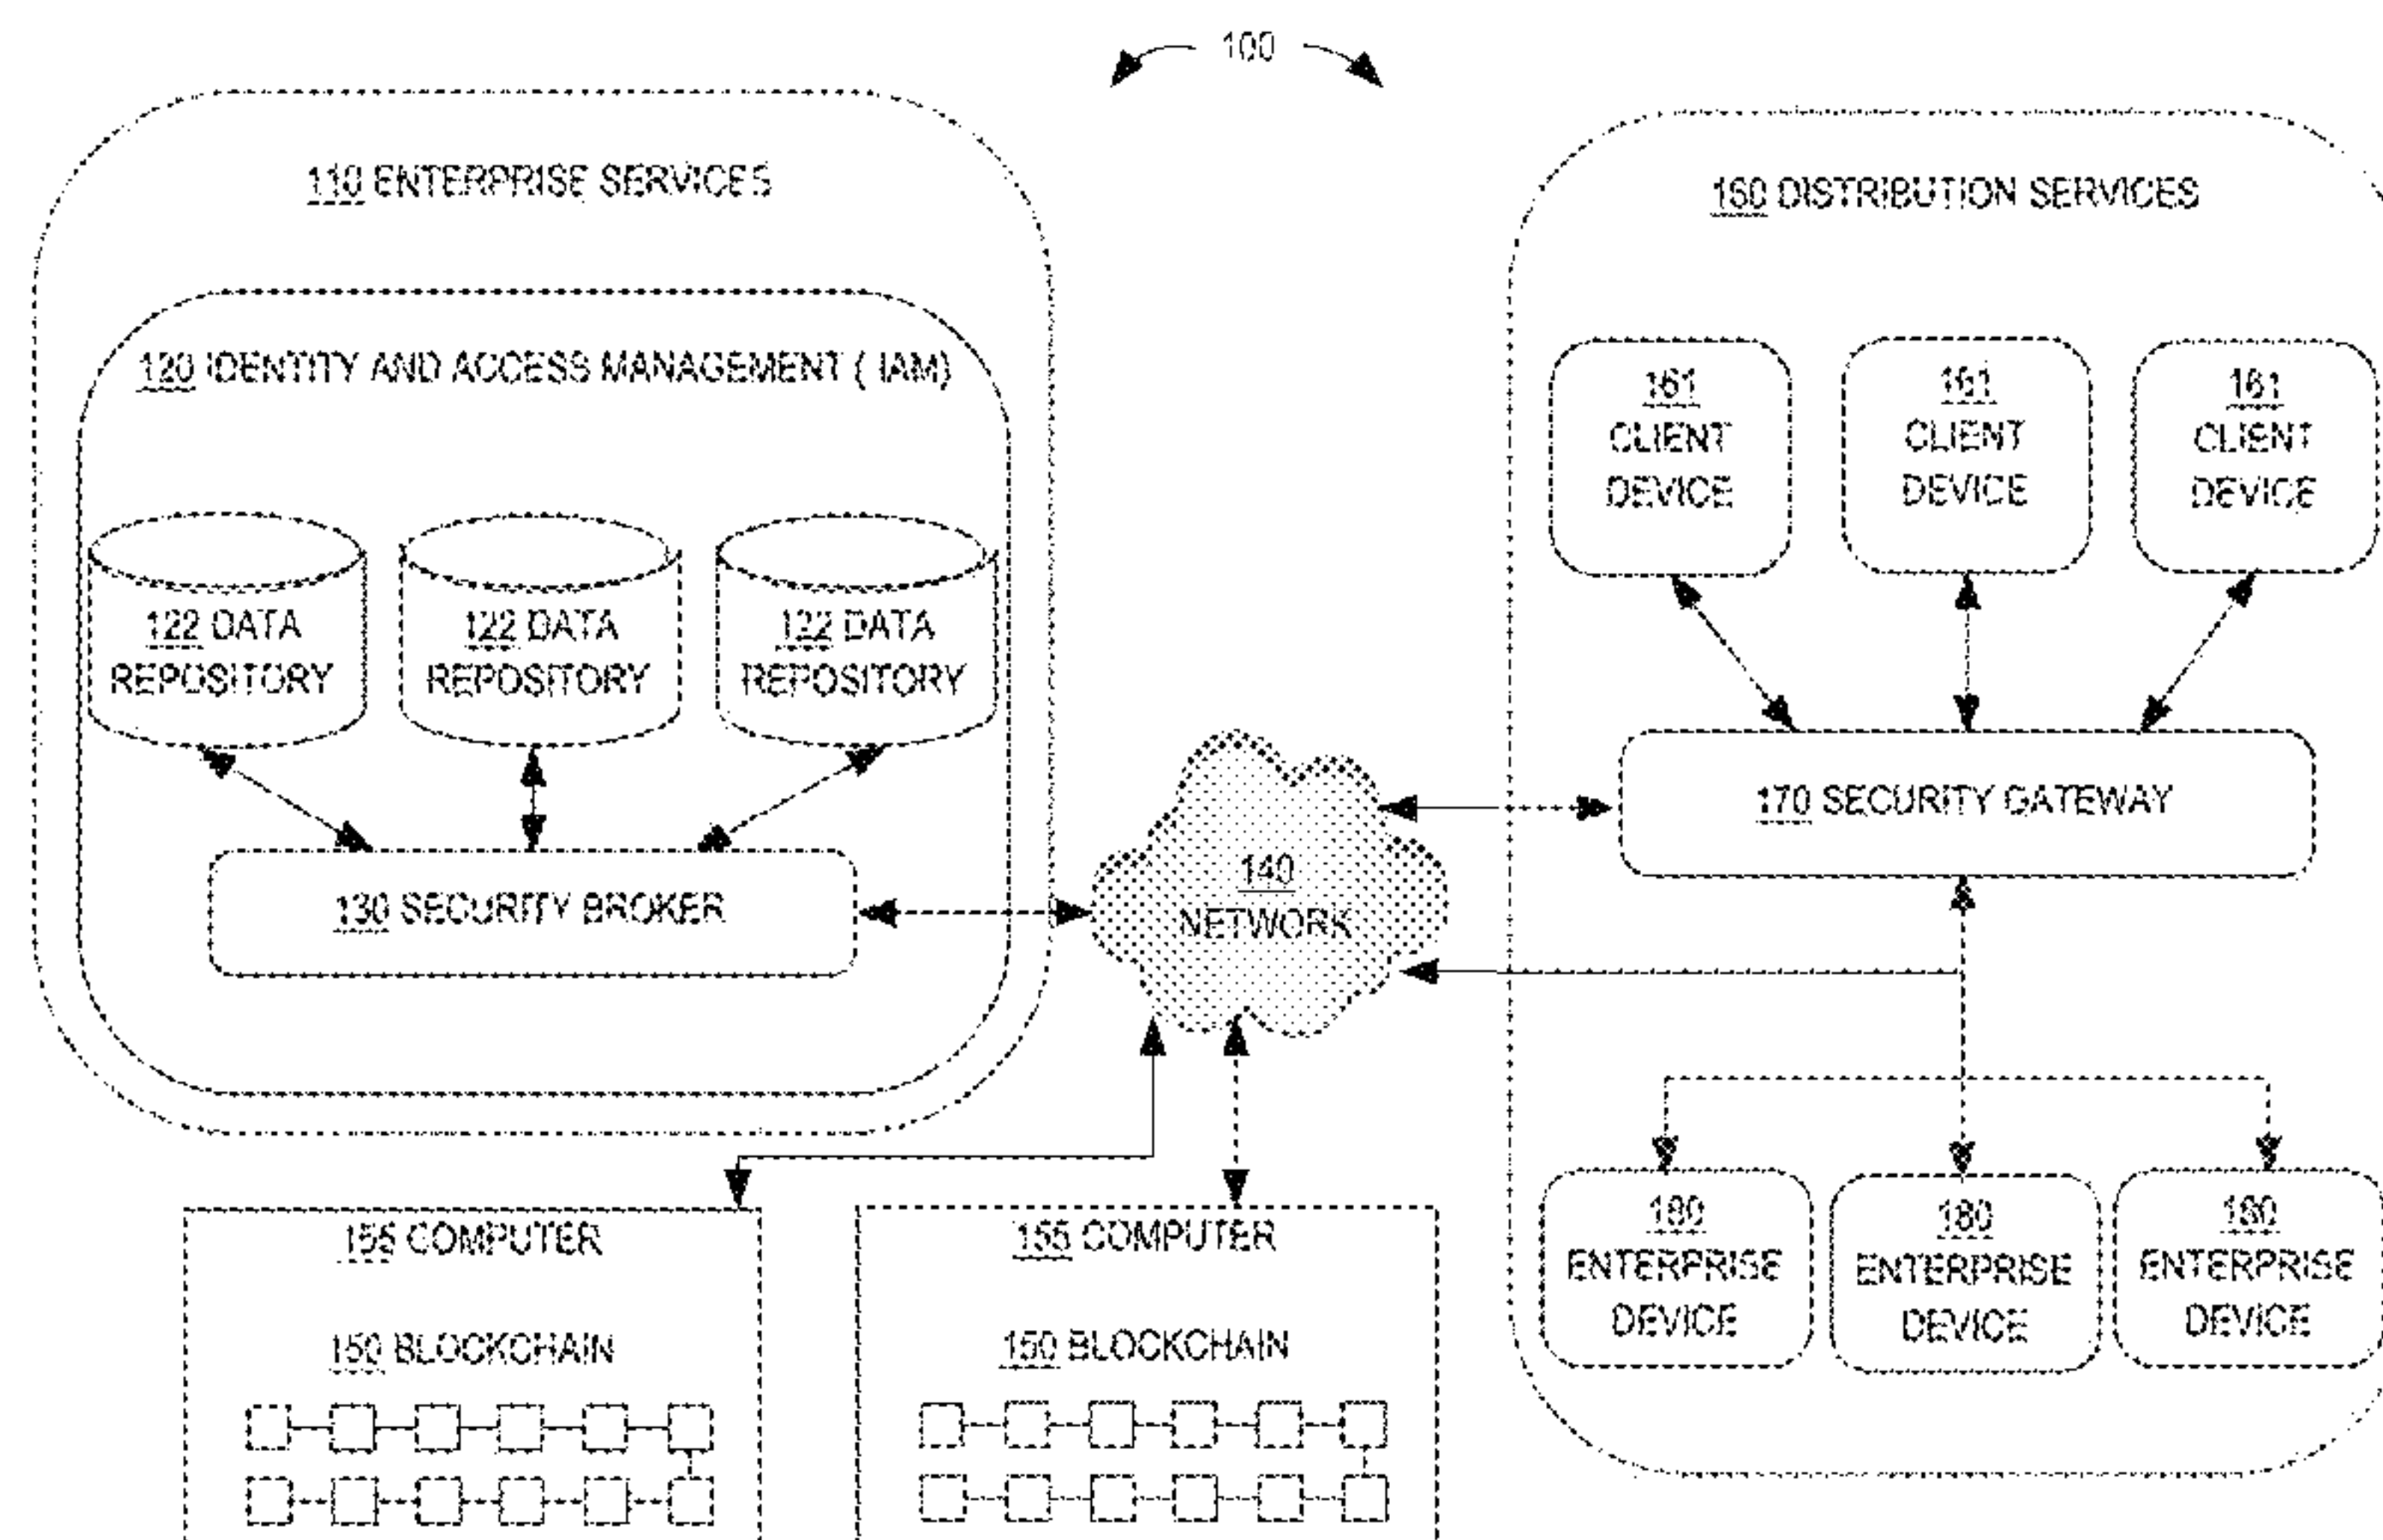 100
110 ENTERPRISE SERVICES
120 IDENTITY AND ACCESS MANAGEMENT ( IAM)
122 DATA
REPOSITORY
122 DATA
REPOSITORY
122 DATA
REPOSITORY
130 SECURITY BROKER
140
NETWORK
155 COMPUTER
150 BLOCKCHAIN
155 COMPUTER
150 BLOCKCHAIN
160 DISTRIBUTION SERVICES
161
CLIENT
DEVICE
161
CLIENT
DEVICE
161
CLIENT
DEVICE
170 SECURITY GATEWAY
180
ENTERPRISE
DEVICE
180
ENTERPRISE
DEVICE
180
ENTERPRISE
DEVICE